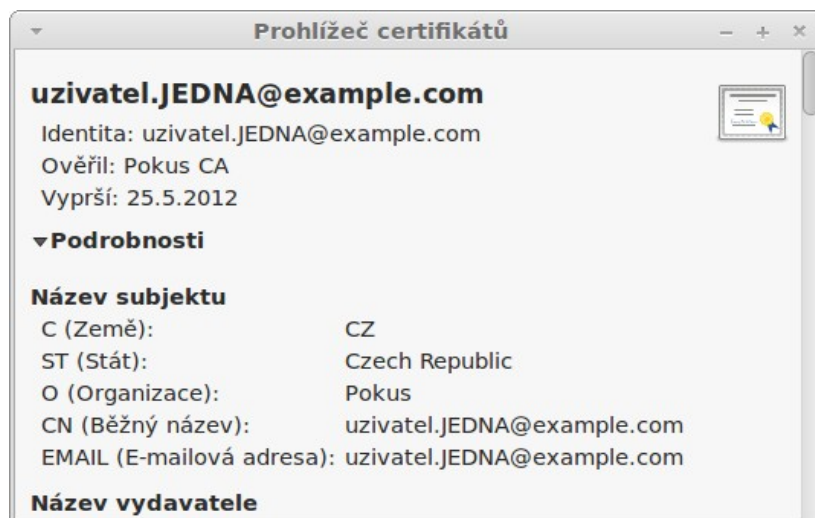 Prohlížeč certifikátů
uzivatel.JEDNA@example.com
Identita: uzivatel.JEDNA@example.com
Ověřil: Pokus CA
Vyprší: 25.5.2012
Podrobnosti
Název subjektu
C (Země): CZ
ST (Stát): Czech Republic
O (Organizace): Pokus
CN (Běžný název): uzivatel.JEDNA@example.com
EMAIL (E-mailová adresa): uzivatel.JEDNA@example.com
Název vydavatele